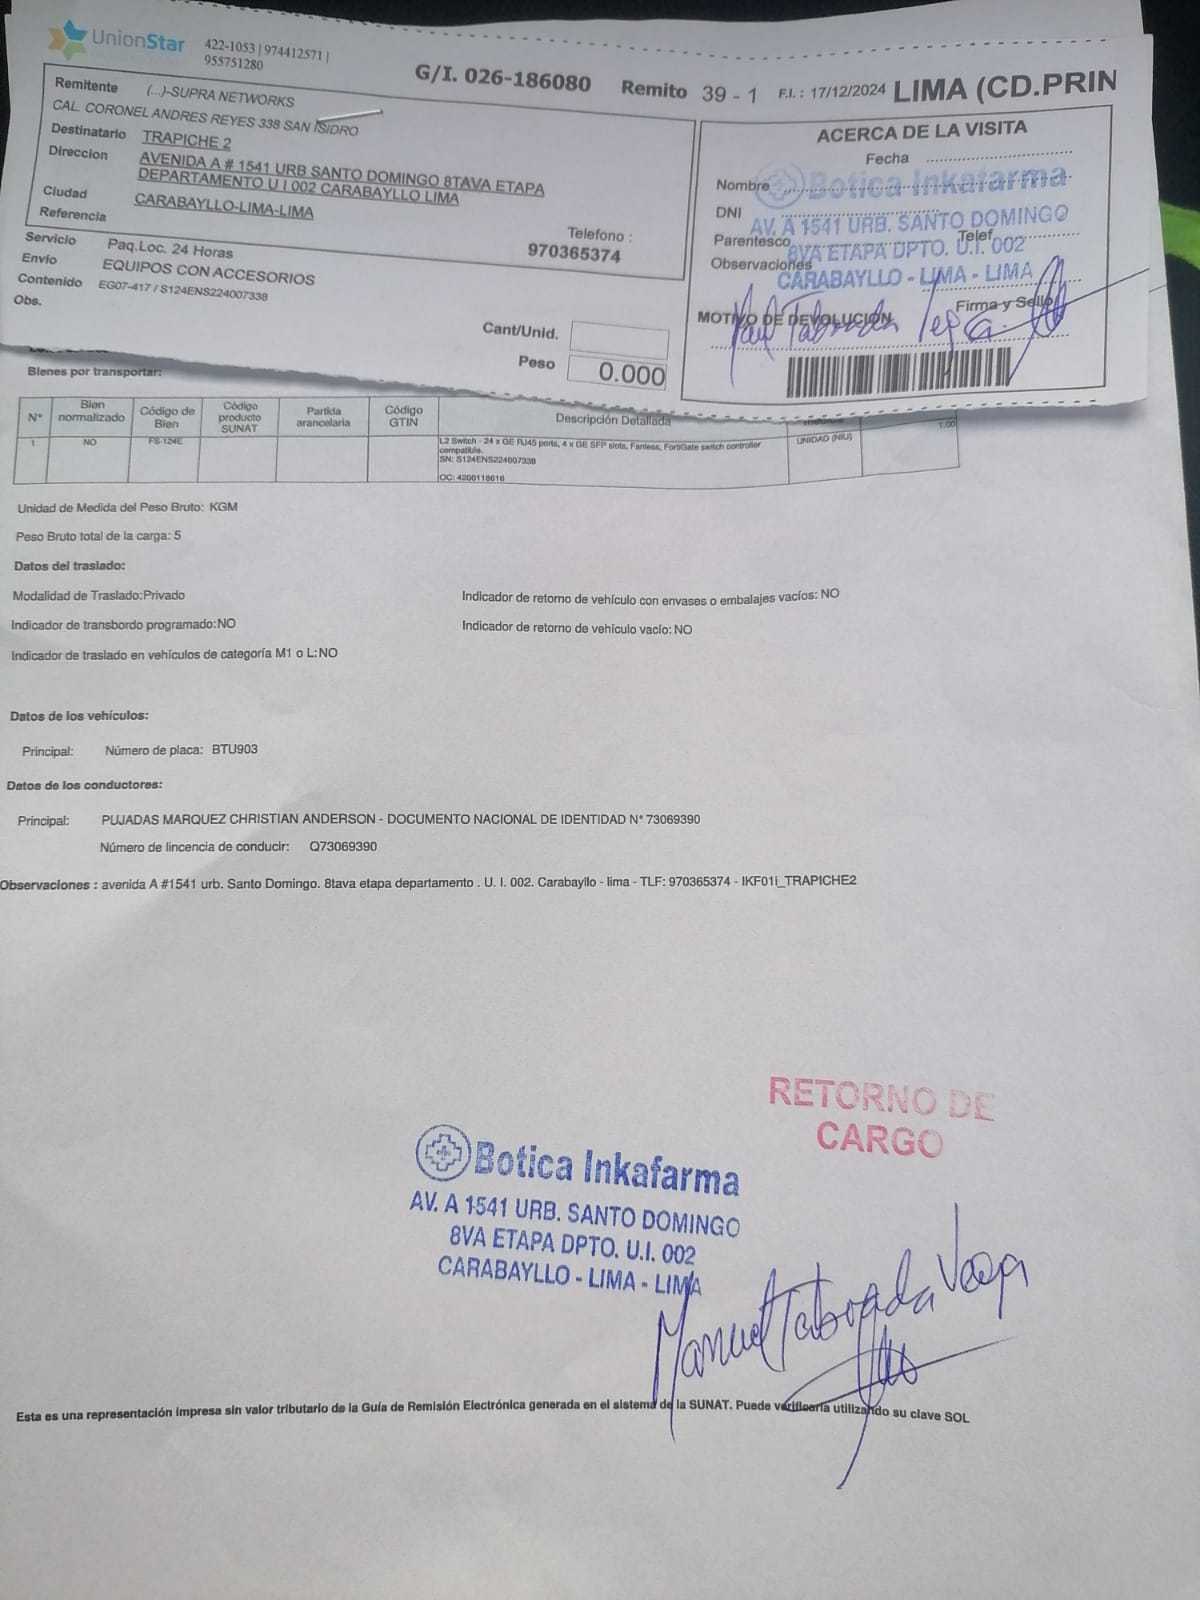 UnionStar
422-1053 | 974412571 |
955751280
G/I. 026-186080
Remito 39 - 1
F.I.: 17/12/2024
LIMA (CD.PRIN
Remitente (...)-SUPRA NETWORKS
CAL. CORONEL ANDRES REYES 338 SAN ISIDRO
Destinatario TRAPICHE 2
Direccion AVENIDA A # 1541 URB SANTO DOMINGO 8TAVA ETAPA
DEPARTAMENTO U I 002 CARABAYLLO LIMA
Ciudad CARABAYLLO-LIMA-LIMA
Referencia
Telefono :
970365374
Servicio Paq.Loc. 24 Horas
Envío EQUIPOS CON ACCESORIOS
Contenido EG07-417 / S124ENS224007338
Obs.
Cant/Unid.
Peso 0.000
ACERCA DE LA VISITA
Fecha
Nombre
DNI
Parentesco Telef
Observaciones
Firma y Sello
MOTIVO DE DEVOLUCIÓN
Botica Inkafarma
AV. A 1541 URB. SANTO DOMINGO
8VA ETAPA DPTO. U.I. 002
CARABAYLLO - LIMA - LIMA
Bienes por transportar:
N° Bien normalizado Código de Bien Código producto SUNAT Partida arancelaria Código GTIN Descripción Detallada
1 NO FS-124E L2 Switch - 24 x GE RJ45 ports, 4 x GE SFP slots, Fanless, FortiGate switch controller UNIDAD (NIU) 1.00
compatible.
SN: S124ENS224007338
OC: 4200118616
Unidad de Medida del Peso Bruto: KGM
Peso Bruto total de la carga: 5
Datos del traslado:
Modalidad de Traslado:Privado
Indicador de retorno de vehículo con envases o embalajes vacíos: NO
Indicador de transbordo programado:NO
Indicador de retorno de vehículo vacío: NO
Indicador de traslado en vehículos de categoría M1 o L:NO
Datos de los vehículos:
Principal: Número de placa: BTU903
Datos de los conductores:
Principal: PUJADAS MARQUEZ CHRISTIAN ANDERSON - DOCUMENTO NACIONAL DE IDENTIDAD N° 73069390
Número de lincencia de conducir: Q73069390
Observaciones : avenida A #1541 urb. Santo Domingo. 8tava etapa departamento . U. I. 002. Carabayllo - lima - TLF: 970365374 - IKF01i_TRAPICHE2
RETORNO DE
CARGO
Botica Inkafarma
AV. A 1541 URB. SANTO DOMINGO
8VA ETAPA DPTO. U.I. 002
CARABAYLLO - LIMA - LIMA
Manuel Taborada Vega
Esta es una representación impresa sin valor tributario de la Guía de Remisión Electrónica generada en el sistema de la SUNAT. Puede verificarla utilizando su clave SOL